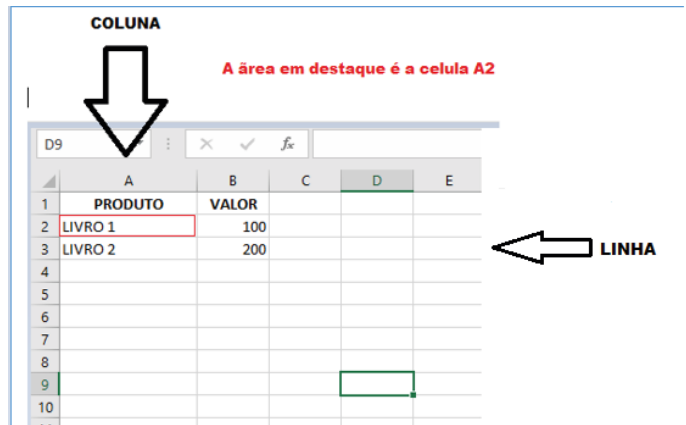 COLUNA
A ãrea em destaque é a celula A2
D9 fx
A B C D E
1 PRODUTO VALOR
2 LIVRO 1 100
3 LIVRO 2 200
LINHA
4
5
6
7
8
9
10